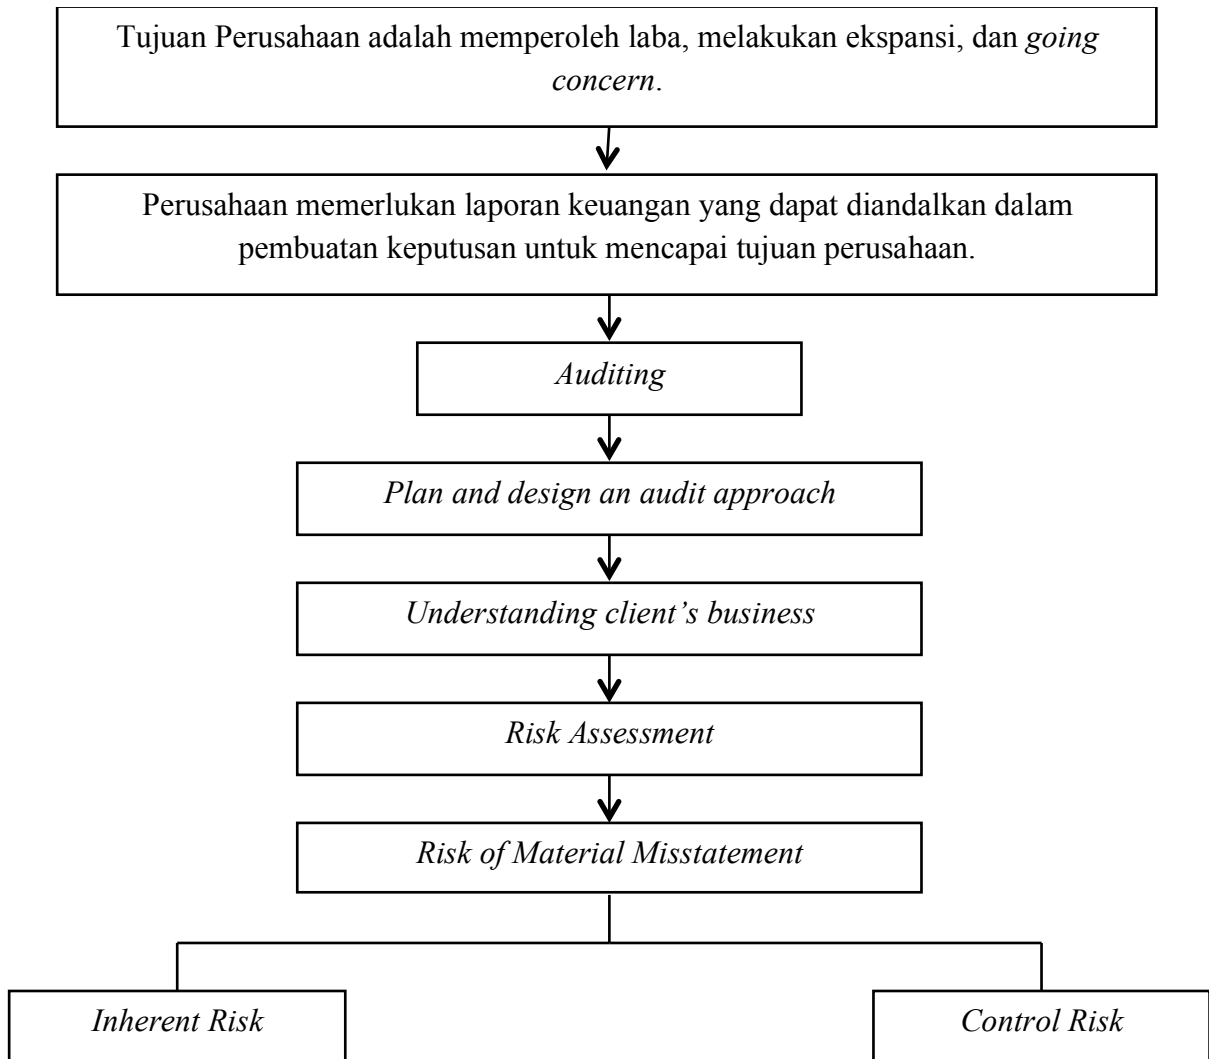 Tujuan Perusahaan adalah memperoleh laba, melakukan ekspansi, dan going
concern.
Perusahaan memerlukan laporan keuangan yang dapat diandalkan dalam
pembuatan keputusan untuk mencapai tujuan perusahaan.
Auditing
Plan and design an audit approach
Understanding client’s business
Risk Assessment
Risk of Material Misstatement
Inherent Risk
Control Risk